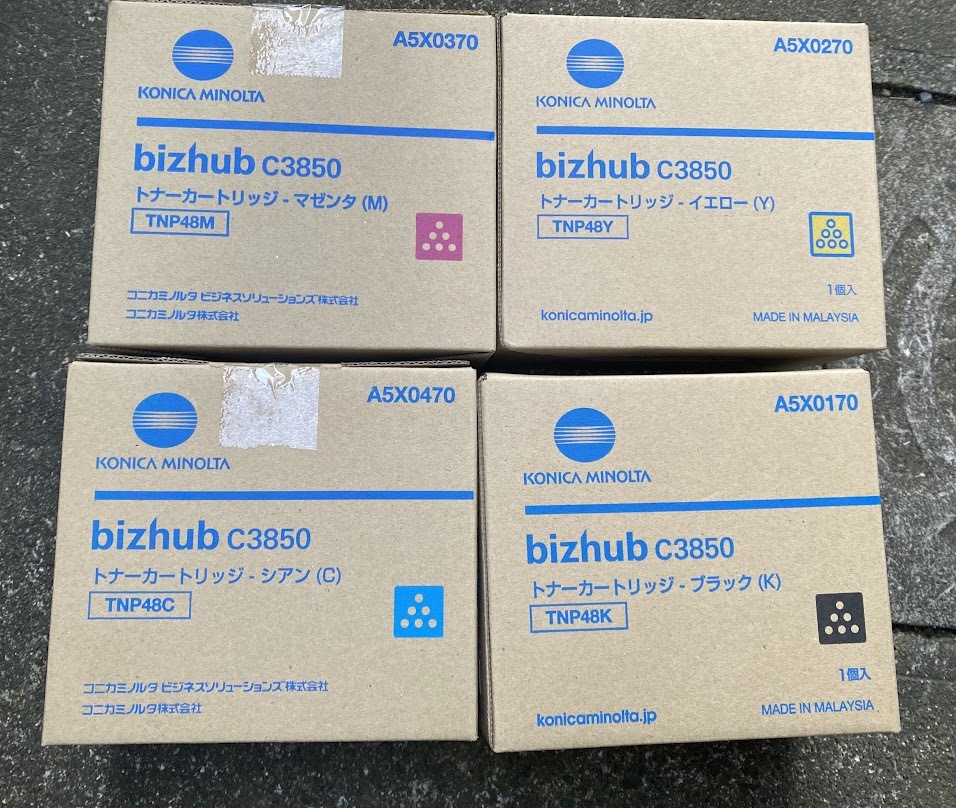 A5X0370
KONICA MINOLTA
bizhub C3850
トナーカートリッジ - マゼンタ (M)
TNP48M
コニカミノルタ ビジネスソリューションズ株式会社
コニカミノルタ株式会社
A5X0270
KONICA MINOLTA
bizhub C3850
トナーカートリッジ - イエロー (Y)
TNP48Y
1個入
konicaminolta.jp
MADE IN MALAYSIA
A5X0470
KONICA MINOLTA
bizhub C3850
トナーカートリッジ - シアン (C)
TNP48C
コニカミノルタ ビジネスソリューションズ株式会社
コニカミノルタ株式会社
A5X0170
KONICA MINOLTA
bizhub C3850
トナーカートリッジ - ブラック (K)
TNP48K
1個入
konicaminolta.jp
MADE IN MALAYSIA